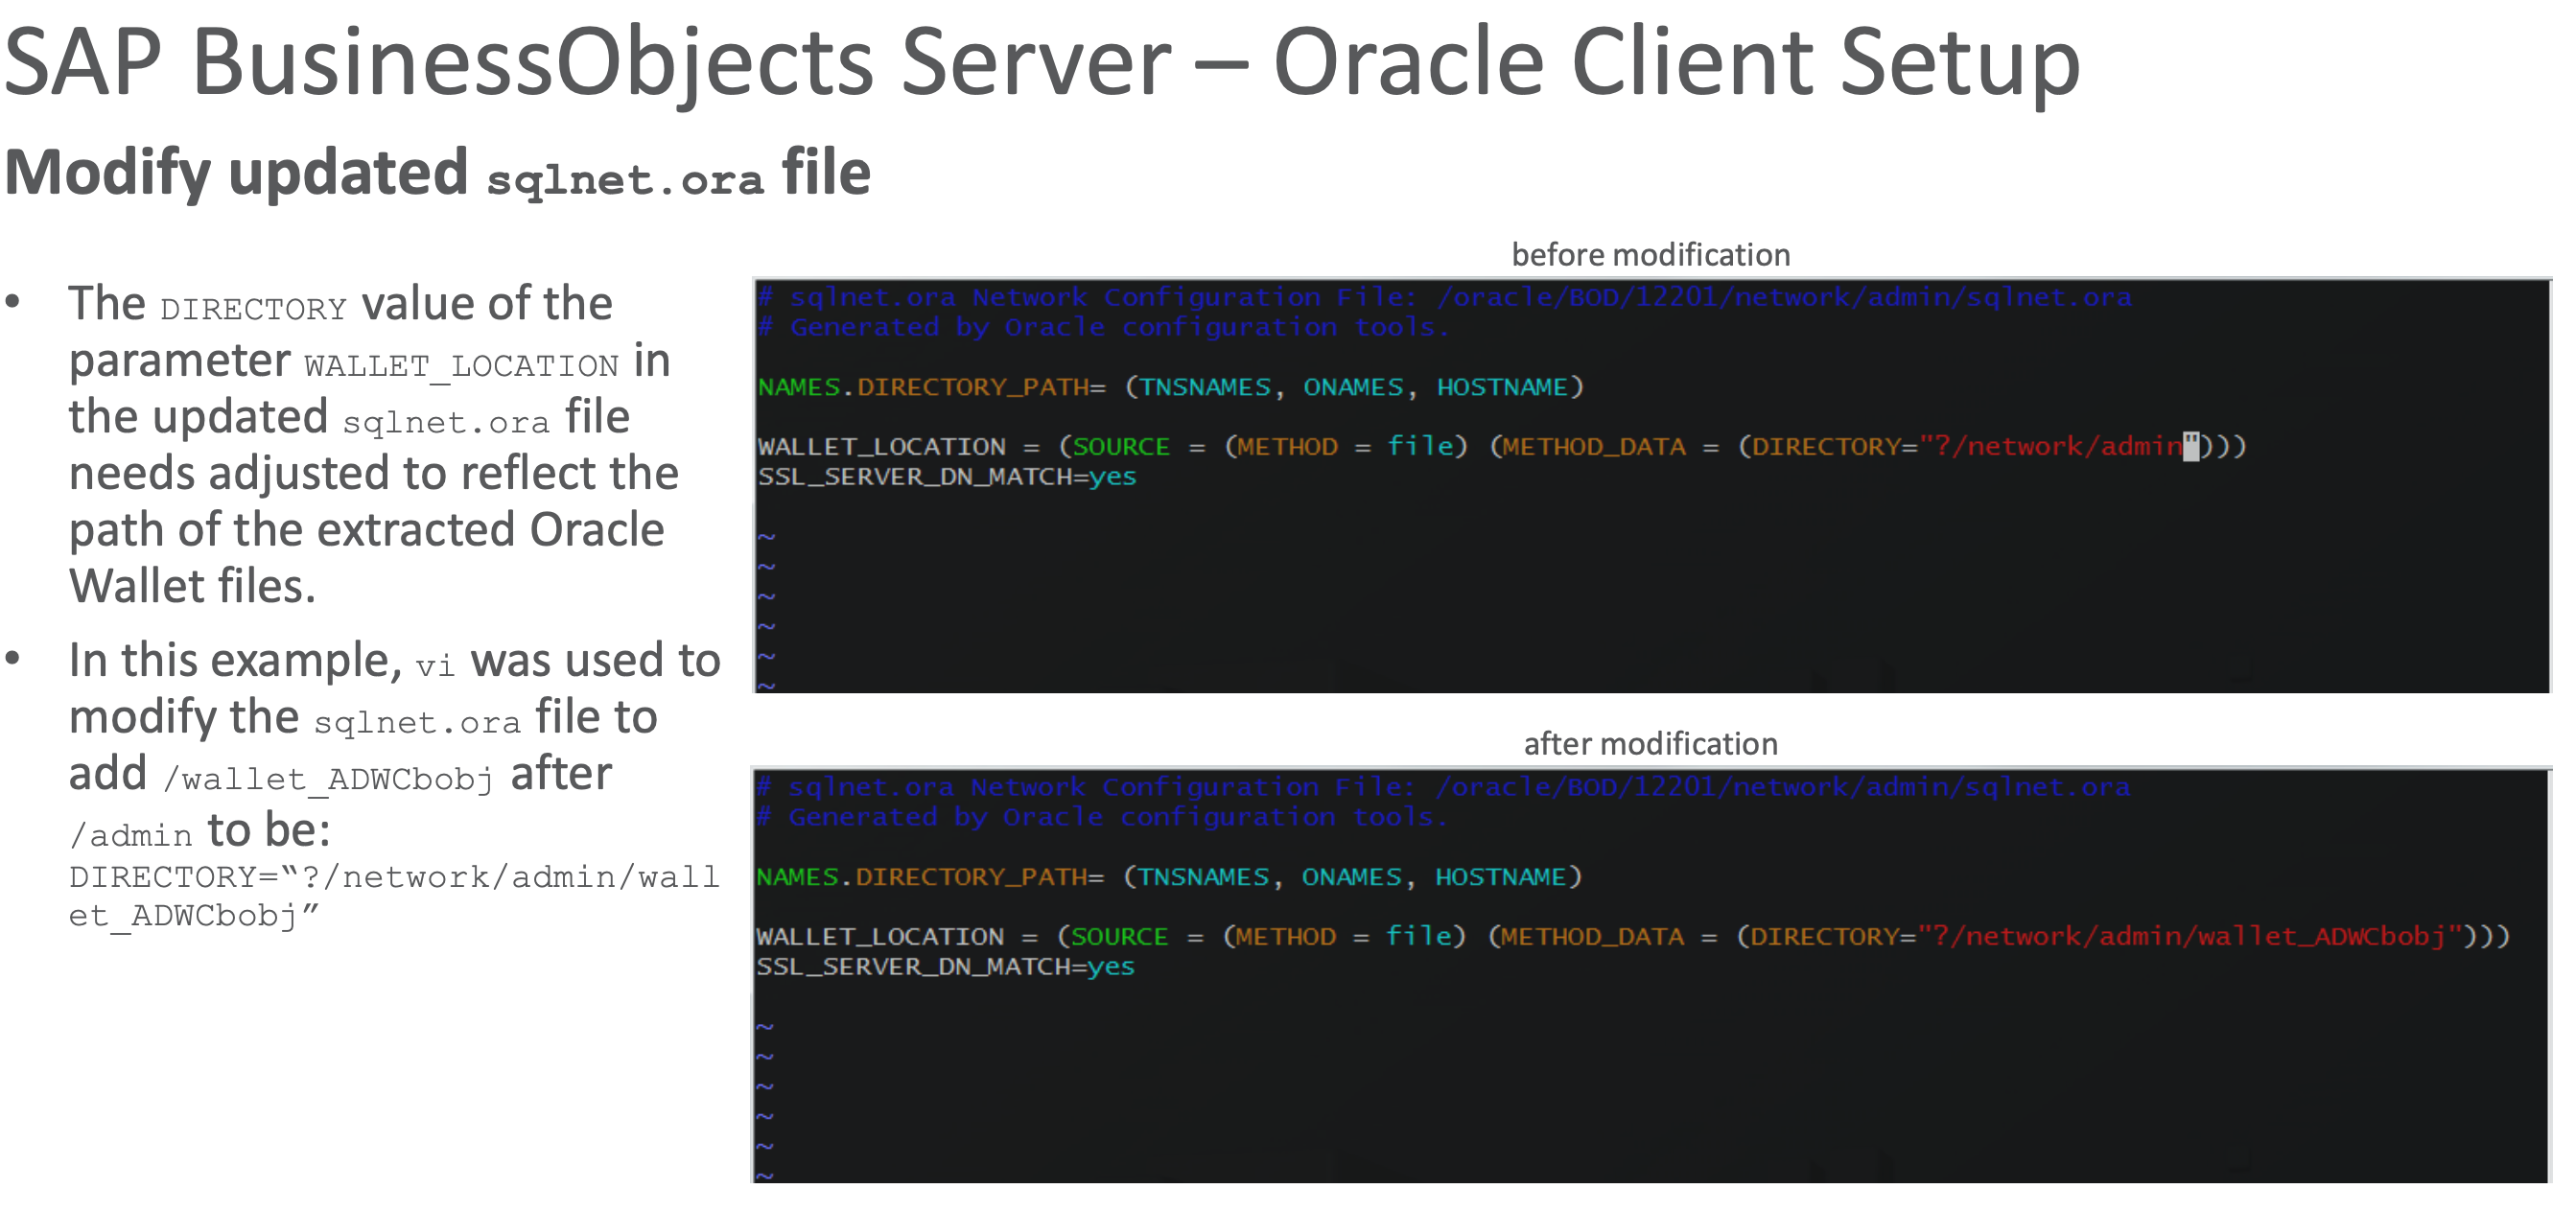 SAP BusinessObjects Server – Oracle Client Setup
Modify updated sqlnet.ora file
• The DIRECTORY value of the
parameter WALLET_LOCATION in
the updated sqlnet.ora file
needs adjusted to reflect the
path of the extracted Oracle
Wallet files.
• In this example, vi was used to
modify the sqlnet.ora file to
add /wallet_ADWCbobj after
/admin to be:
DIRECTORY=“?/network/admin/wall
et_ADWCbobj”
before modification
# sqlnet.ora Network Configuration File: /oracle/BOD/12201/network/admin/sqlnet.ora
# Generated by Oracle configuration tools.
NAMES.DIRECTORY_PATH= (TNSNAMES, ONAMES, HOSTNAME)
WALLET_LOCATION = (SOURCE = (METHOD = file) (METHOD_DATA = (DIRECTORY="?/network/admin")))
SSL_SERVER_DN_MATCH=yes
~
~
~
~
~
~
after modification
# sqlnet.ora Network Configuration File: /oracle/BOD/12201/network/admin/sqlnet.ora
# Generated by Oracle configuration tools.
NAMES.DIRECTORY_PATH= (TNSNAMES, ONAMES, HOSTNAME)
WALLET_LOCATION = (SOURCE = (METHOD = file) (METHOD_DATA = (DIRECTORY="?/network/admin/wallet_ADWCbobj")))
SSL_SERVER_DN_MATCH=yes
~
~
~
~
~
~